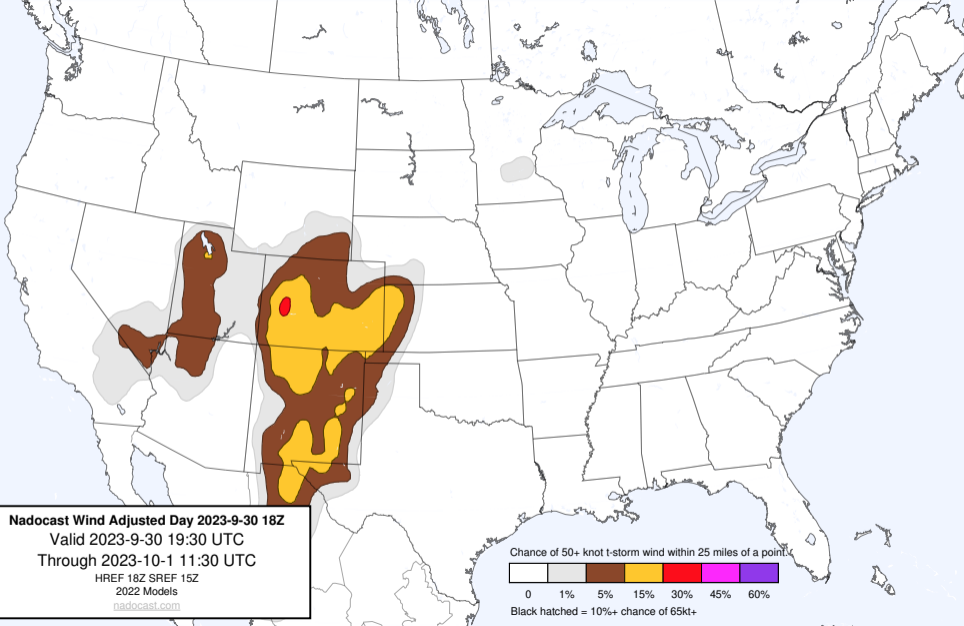 Nadocast Wind Adjusted Day 2023-9-30 18Z
Valid 2023-9-30 19:30 UTC
Through 2023-10-1 11:30 UTC
HREF 18Z SREF 15Z
2022 Models
nadocast.com
Chance of 50+ knot t-storm wind within 25 miles of a point.
0 1% 5% 15% 30% 45% 60%
Black hatched = 10%+ chance of 65kt+